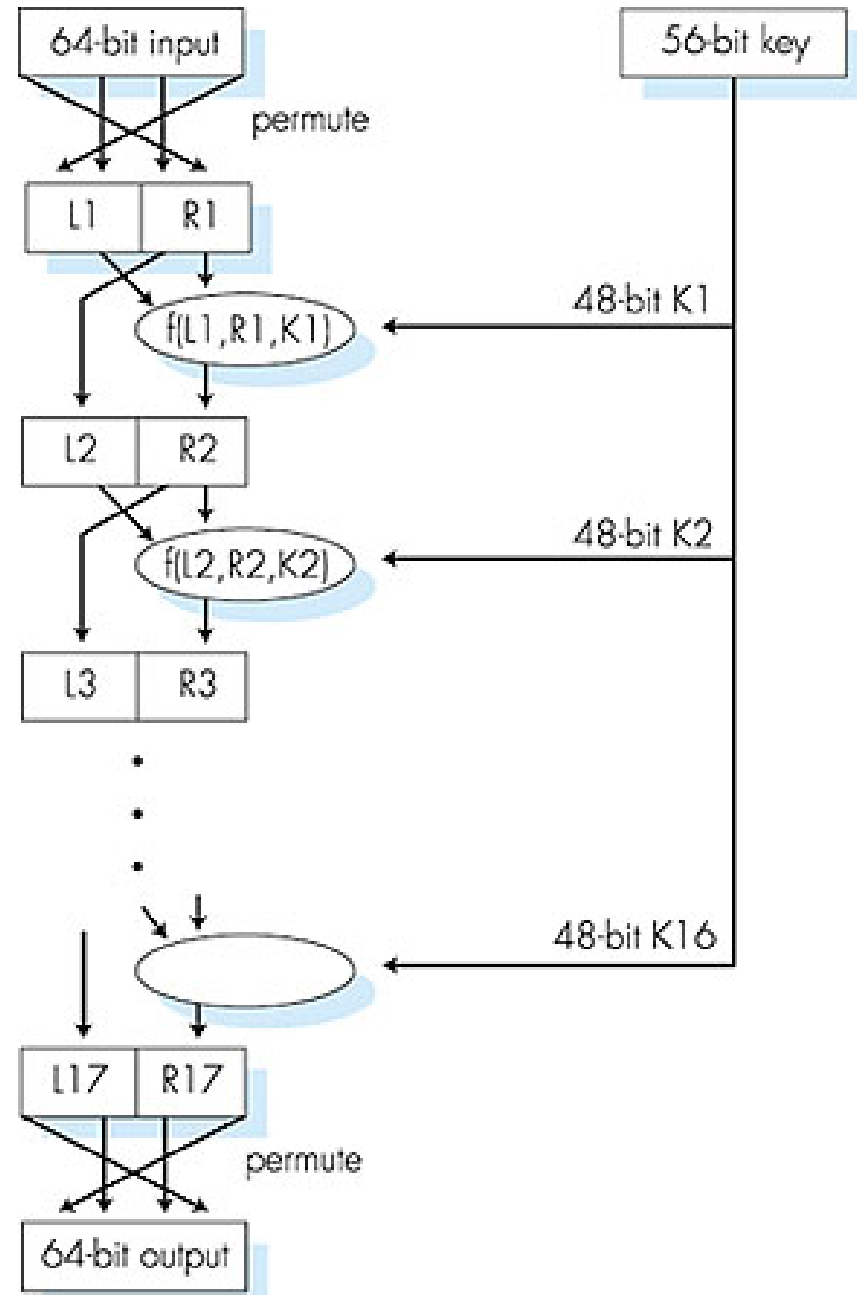 64-bit input
56-bit key
permute
L1 R1
48-bit K1
f(L1,R1,K1)
L2 R2
48-bit K2
f(L2,R2,K2)
L3 R3
48-bit K16
L17 R17
permute
64-bit output